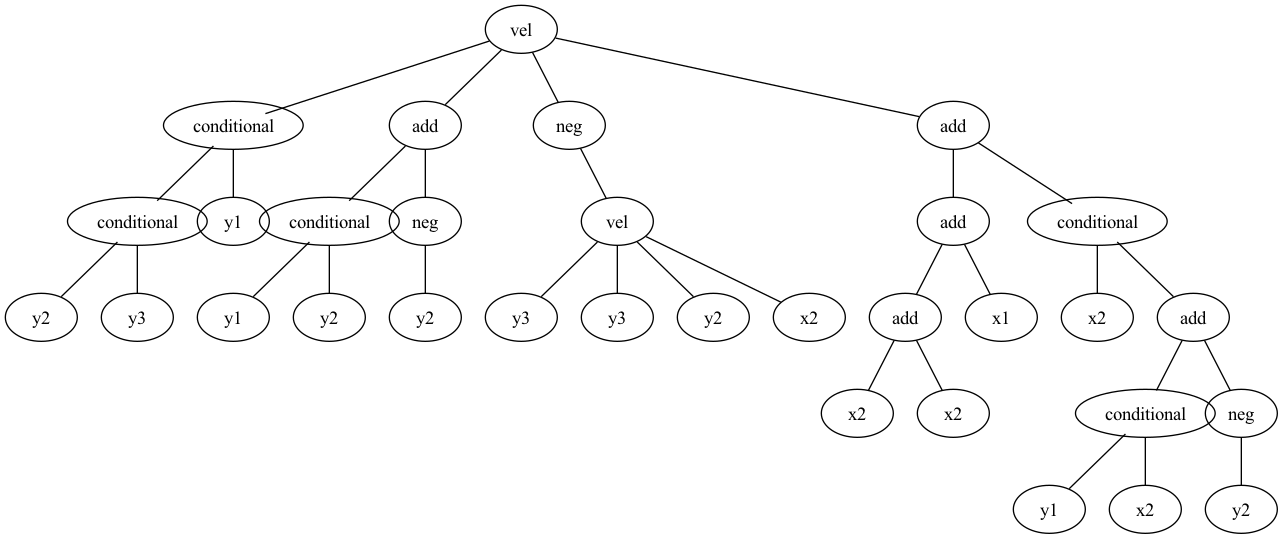 vel
conditional add neg add
conditional y1 conditional neg vel add conditional
y2 y3 y1 y2 y2 y3 y3 y2 x2 add x1 x2 add
x2 x2 conditional neg
y1 x2 y2